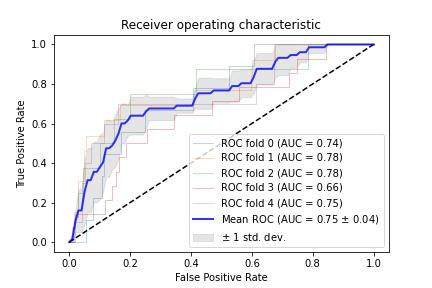 Receiver operating characteristic
True Positive Rate
1.0
0.8
0.6
0.4
0.2
0.0
ROC fold 0 (AUC = 0.74)
ROC fold 1 (AUC = 0.78)
ROC fold 2 (AUC = 0.78)
ROC fold 3 (AUC = 0.66)
ROC fold 4 (AUC = 0.75)
Mean ROC (AUC = 0.75 ± 0.04)
± 1 std. dev.
0.0 0.2 0.4 0.6 0.8 1.0
False Positive Rate